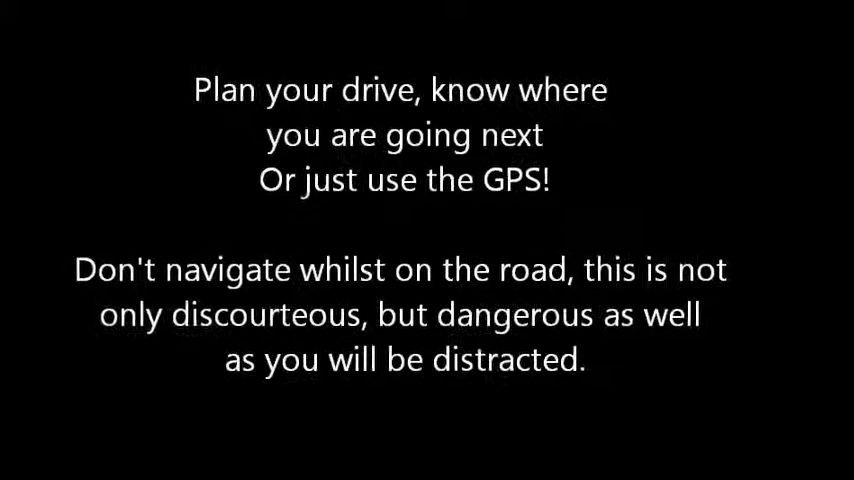 Plan your drive, know where
you are going next
Or just use the GPS!
Don't navigate whilst on the road, this is not
only discourteous, but dangerous as well
as you will be distracted.